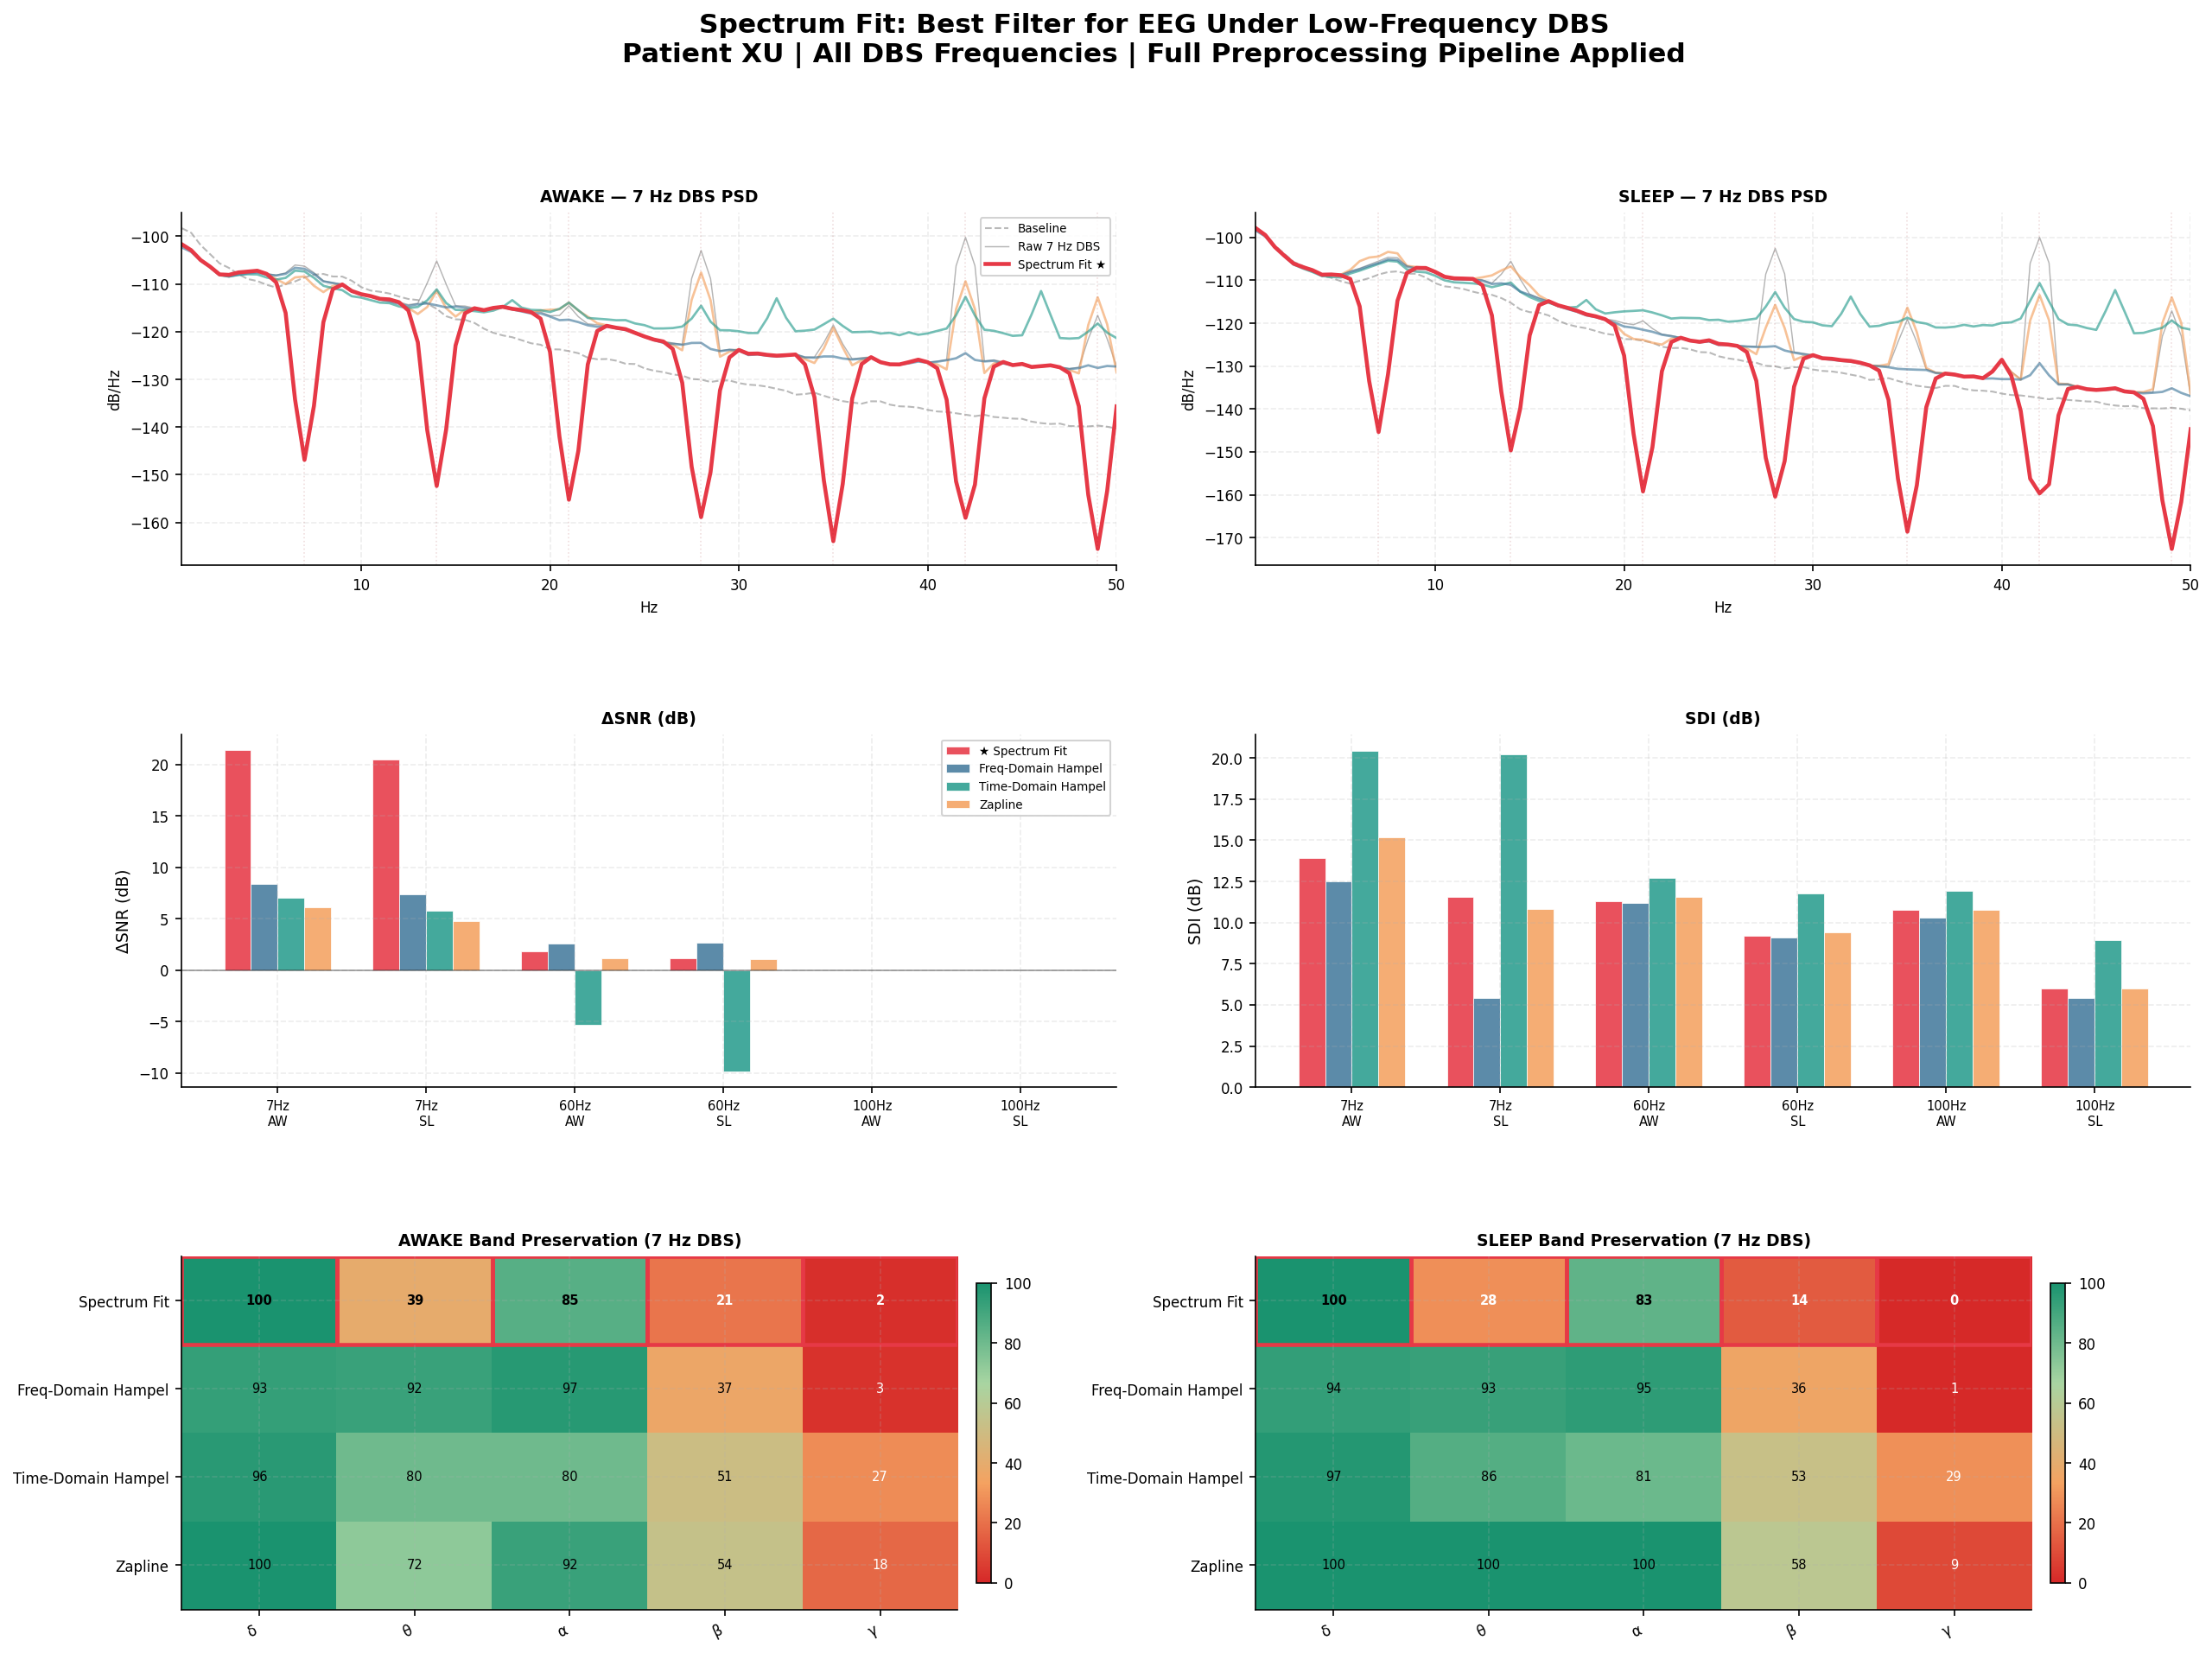 Spectrum Fit: Best Filter for EEG Under Low-Frequency DBS
Patient XU | All DBS Frequencies | Full Preprocessing Pipeline Applied
AWAKE — 7 Hz DBS PSD
dB/Hz
−100
−110
−120
−130
−140
−150
−160
Baseline
Raw 7 Hz DBS
Spectrum Fit ★
10
20
30
40
50
Hz
SLEEP — 7 Hz DBS PSD
dB/Hz
−100
−110
−120
−130
−140
−150
−160
−170
10
20
30
40
50
Hz
ΔSNR (dB)
ΔSNR (dB)
20
15
10
5
0
−5
−10
★ Spectrum Fit
Freq-Domain Hampel
Time-Domain Hampel
Zapline
7Hz
AW
7Hz
SL
60Hz
AW
60Hz
SL
100Hz
AW
100Hz
SL
SDI (dB)
SDI (dB)
20.0
17.5
15.0
12.5
10.0
7.5
5.0
2.5
0.0
7Hz
AW
7Hz
SL
60Hz
AW
60Hz
SL
100Hz
AW
100Hz
SL
AWAKE Band Preservation (7 Hz DBS)
Spectrum Fit 100 39 85 21 2
Freq-Domain Hampel 93 92 97 37 3
Time-Domain Hampel 96 80 80 51 27
Zapline 100 72 92 54 18
δ θ α β γ
100
80
60
40
20
0
SLEEP Band Preservation (7 Hz DBS)
Spectrum Fit 100 28 83 14 0
Freq-Domain Hampel 94 93 95 36 1
Time-Domain Hampel 97 86 81 53 29
Zapline 100 100 100 58 9
δ θ α β γ
100
80
60
40
20
0